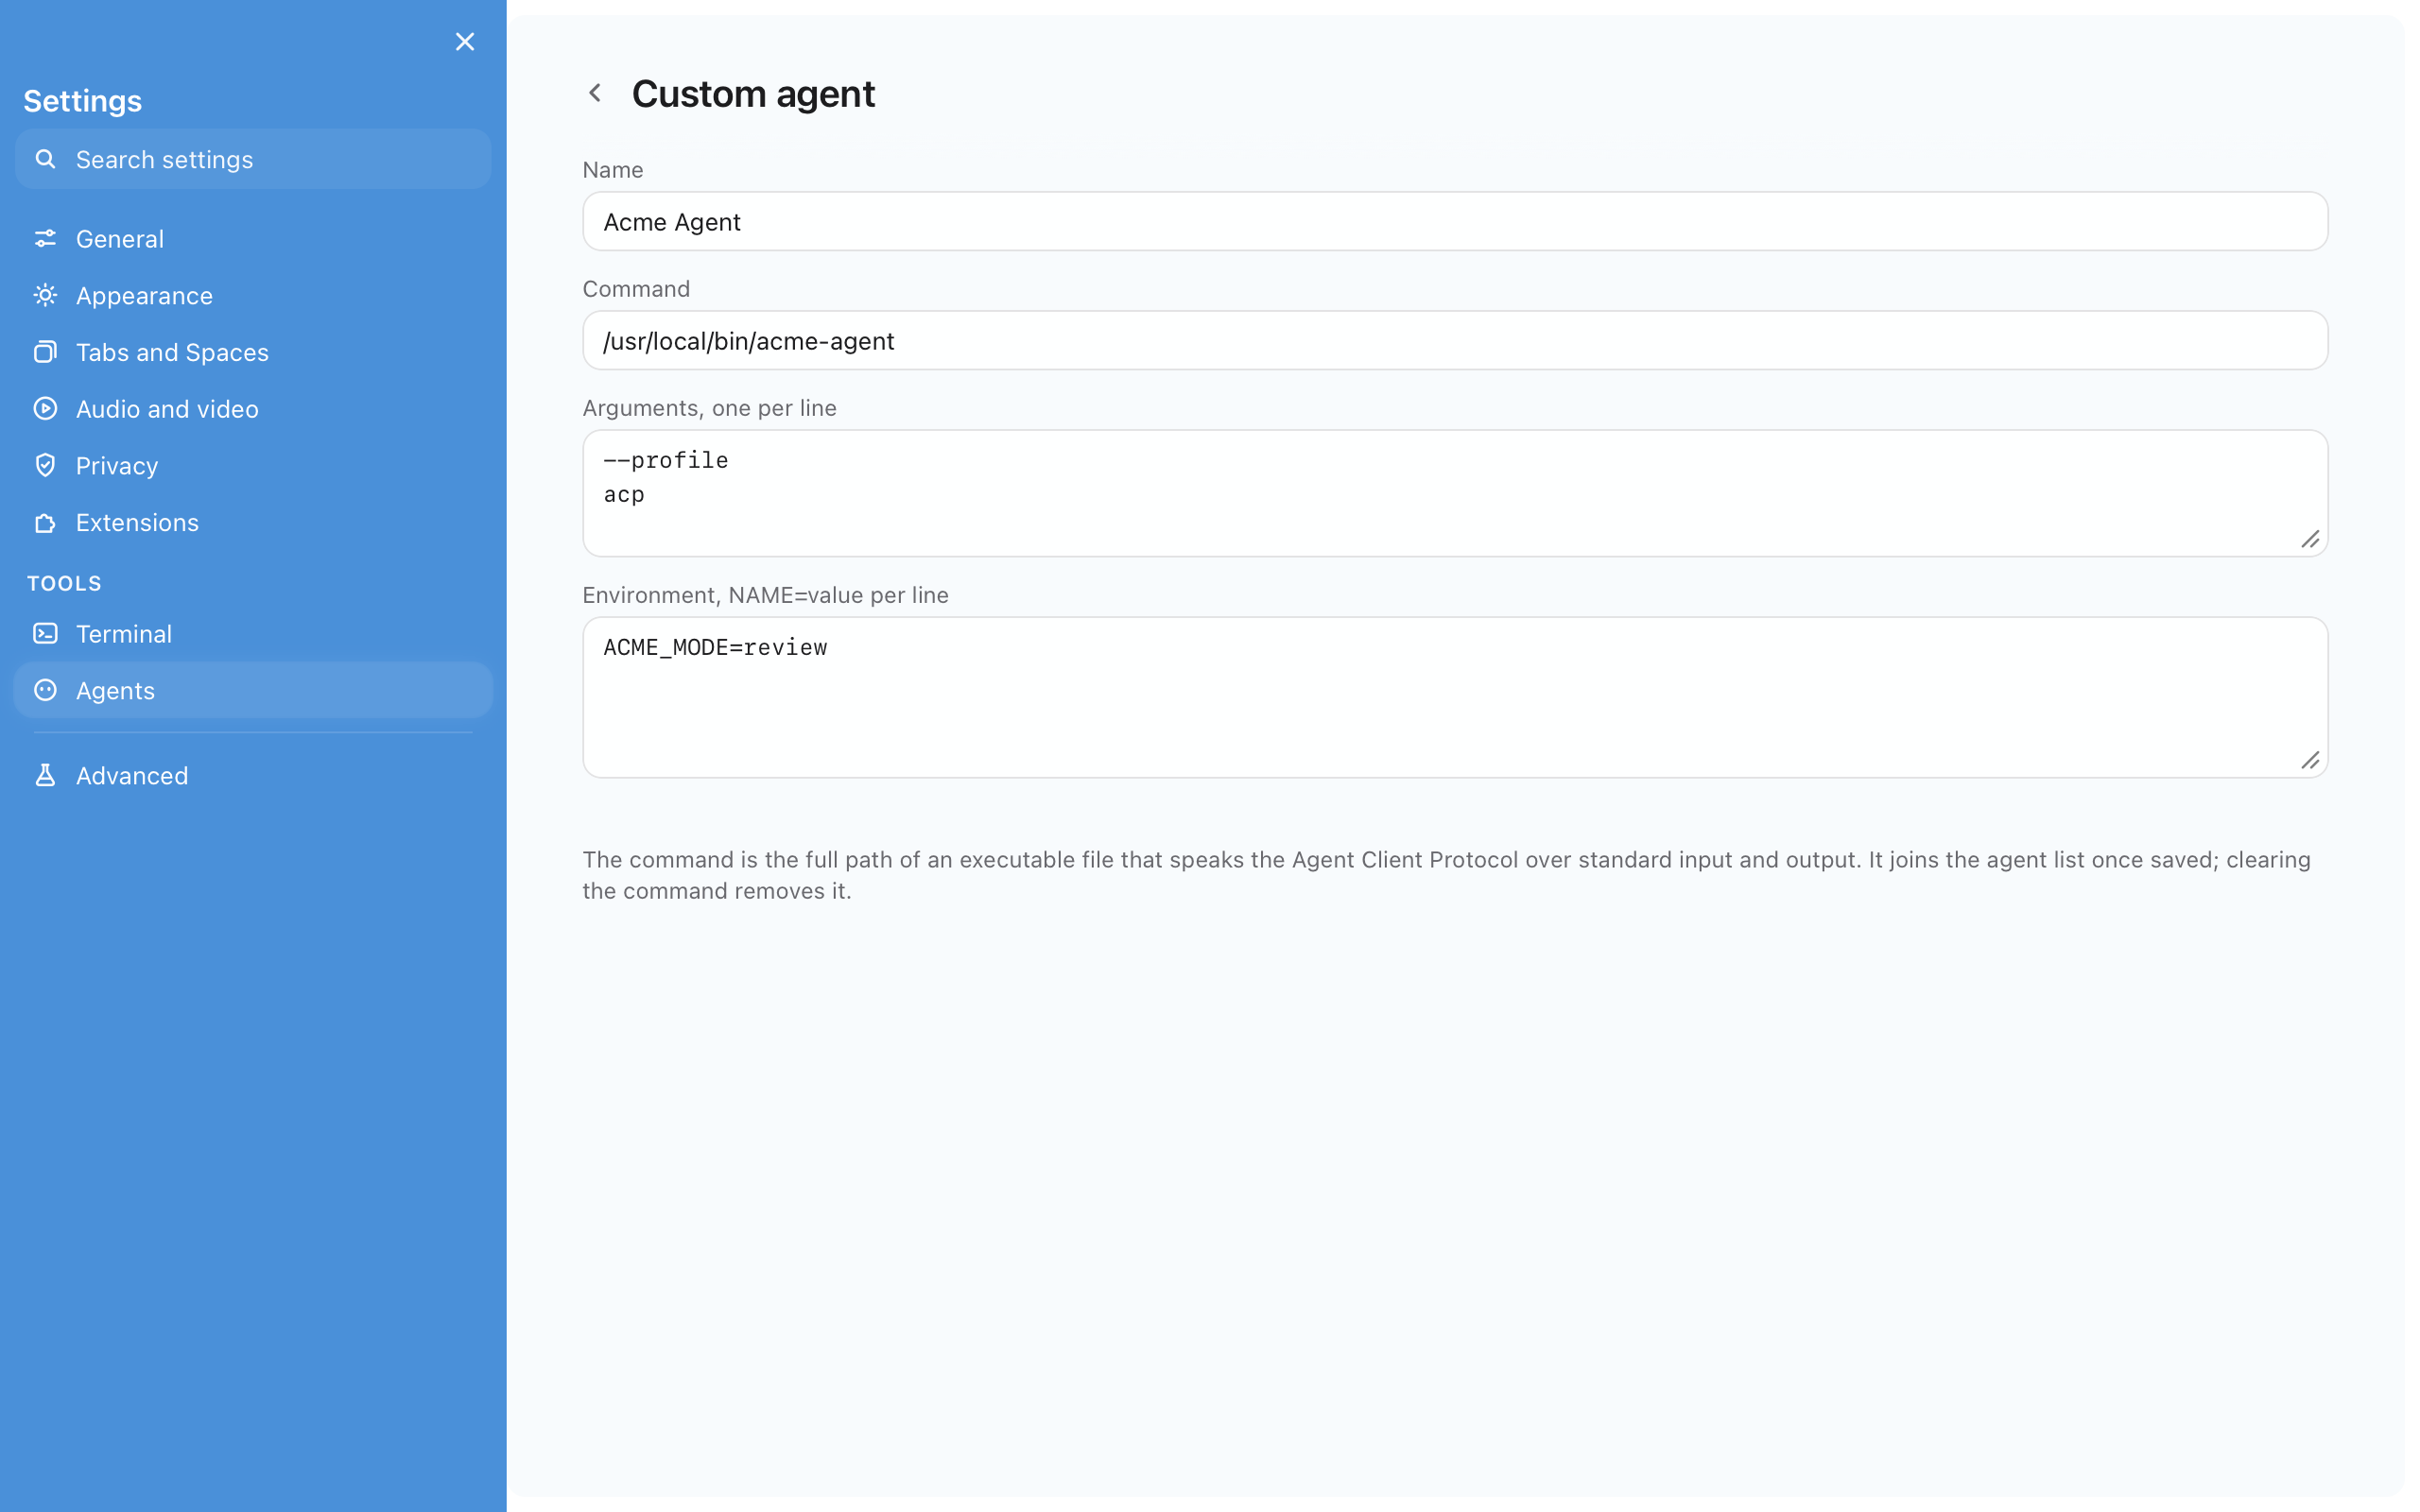 Settings
Search settings
General
Appearance
Tabs and Spaces
Audio and video
Privacy
Extensions
TOOLS
Terminal
Agents
Advanced
Custom agent
Name
Acme Agent
Command
/usr/local/bin/acme-agent
Arguments, one per line
--profile
acp
Environment, NAME=value per line
ACME_MODE=review
The command is the full path of an executable file that speaks the Agent Client Protocol over standard input and output. It joins the agent list once saved; clearing
the command removes it.